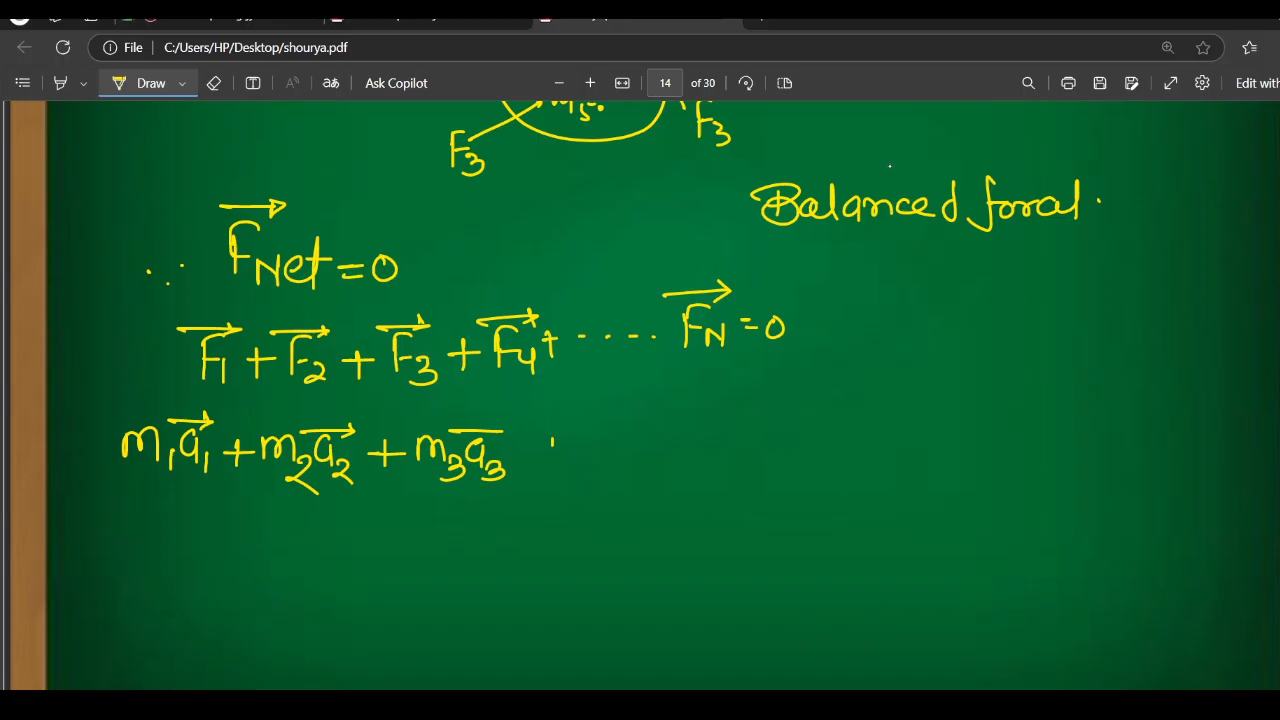 File C:/Users/HP/Desktop/shourya.pdf
Draw Ask Copilot 14 of 30 Edit with
F3 F3
Balanced foral.
∵ F⃗Net = 0
F⃗1 + F⃗2 + F⃗3 + F⃗4 + ..... F⃗N = 0
m1a⃗1 + m2a⃗2 + m3a̅3